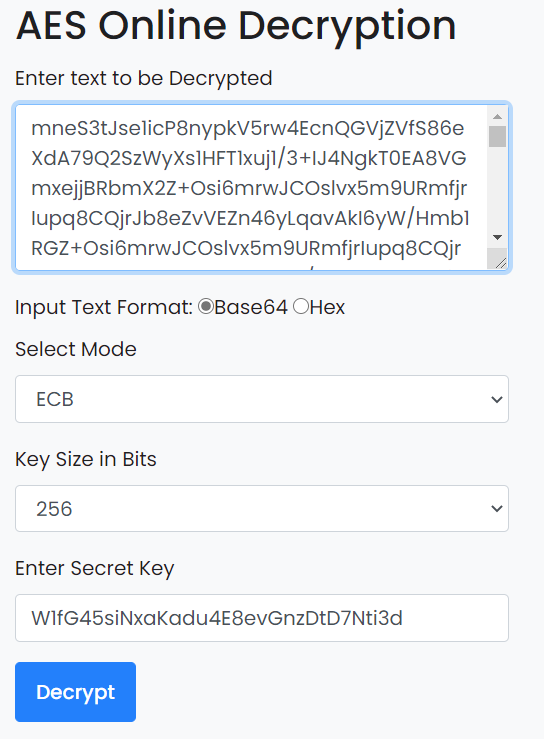 AES Online Decryption
Enter text to be Decrypted
mneS3tJse1icP8nypkV5rw4EcnQGVjZVfS86e
XdA79Q2SzWyXs1HFT1xuj1/3+IJ4NgkT0EA8VG
mxejjBRbmX2Z+Osi6mrwJCOslvx5m9URmfjr
Iupq8CQjrJb8eZvVEZn46yLqavAkI6yW/Hmb1
RGZ+Osi6mrwJCOslvx5m9URmfjrIupq8CQjr
Input Text Format: Base64 Hex
Select Mode
ECB
Key Size in Bits
256
Enter Secret Key
W1fG45siNxaKadu4E8evGnzDtD7Nti3d
Decrypt